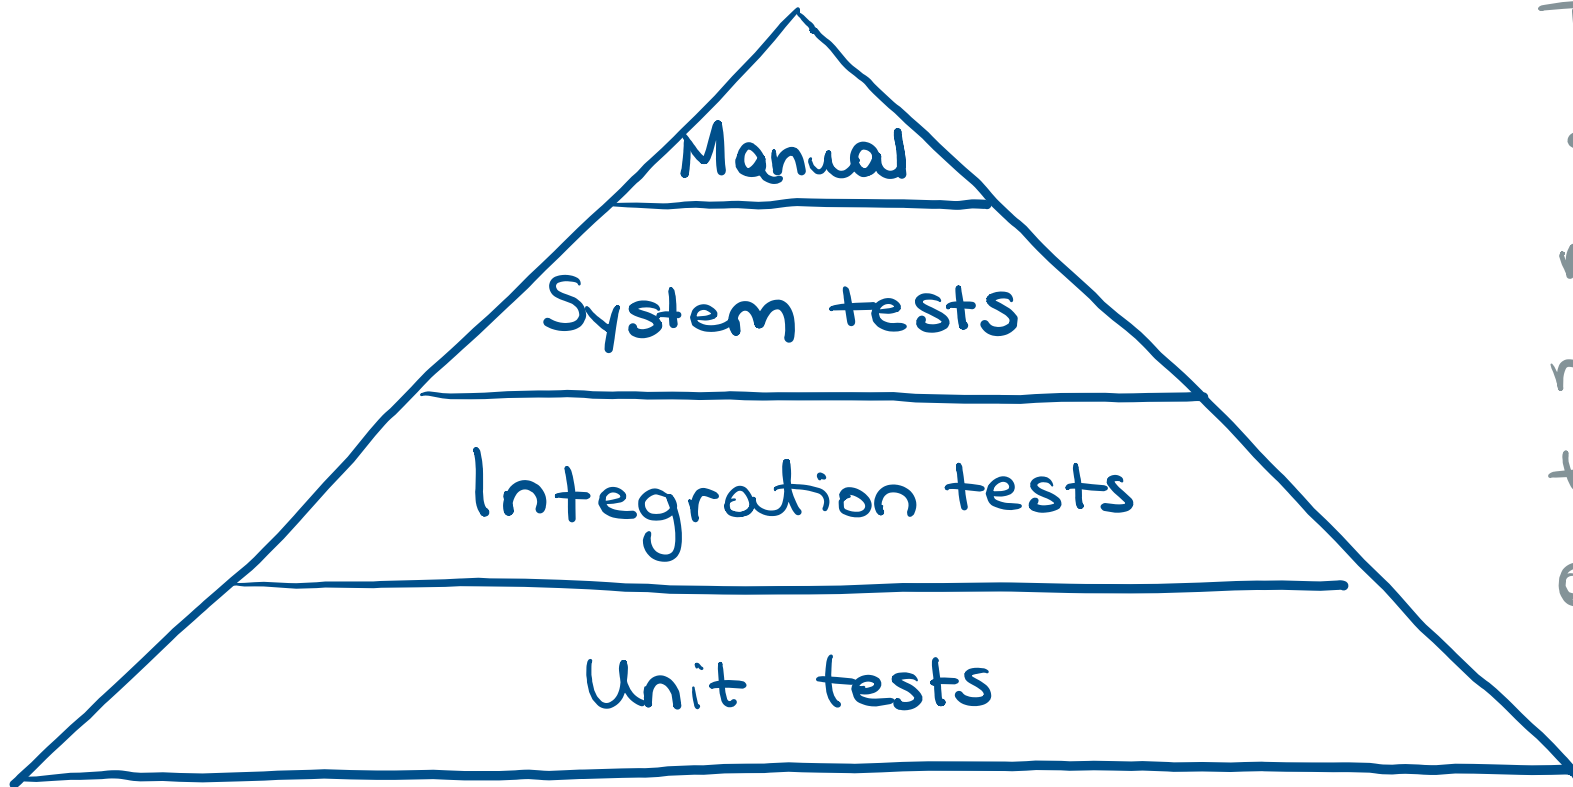 Manual
System tests
Integration tests
Unit tests